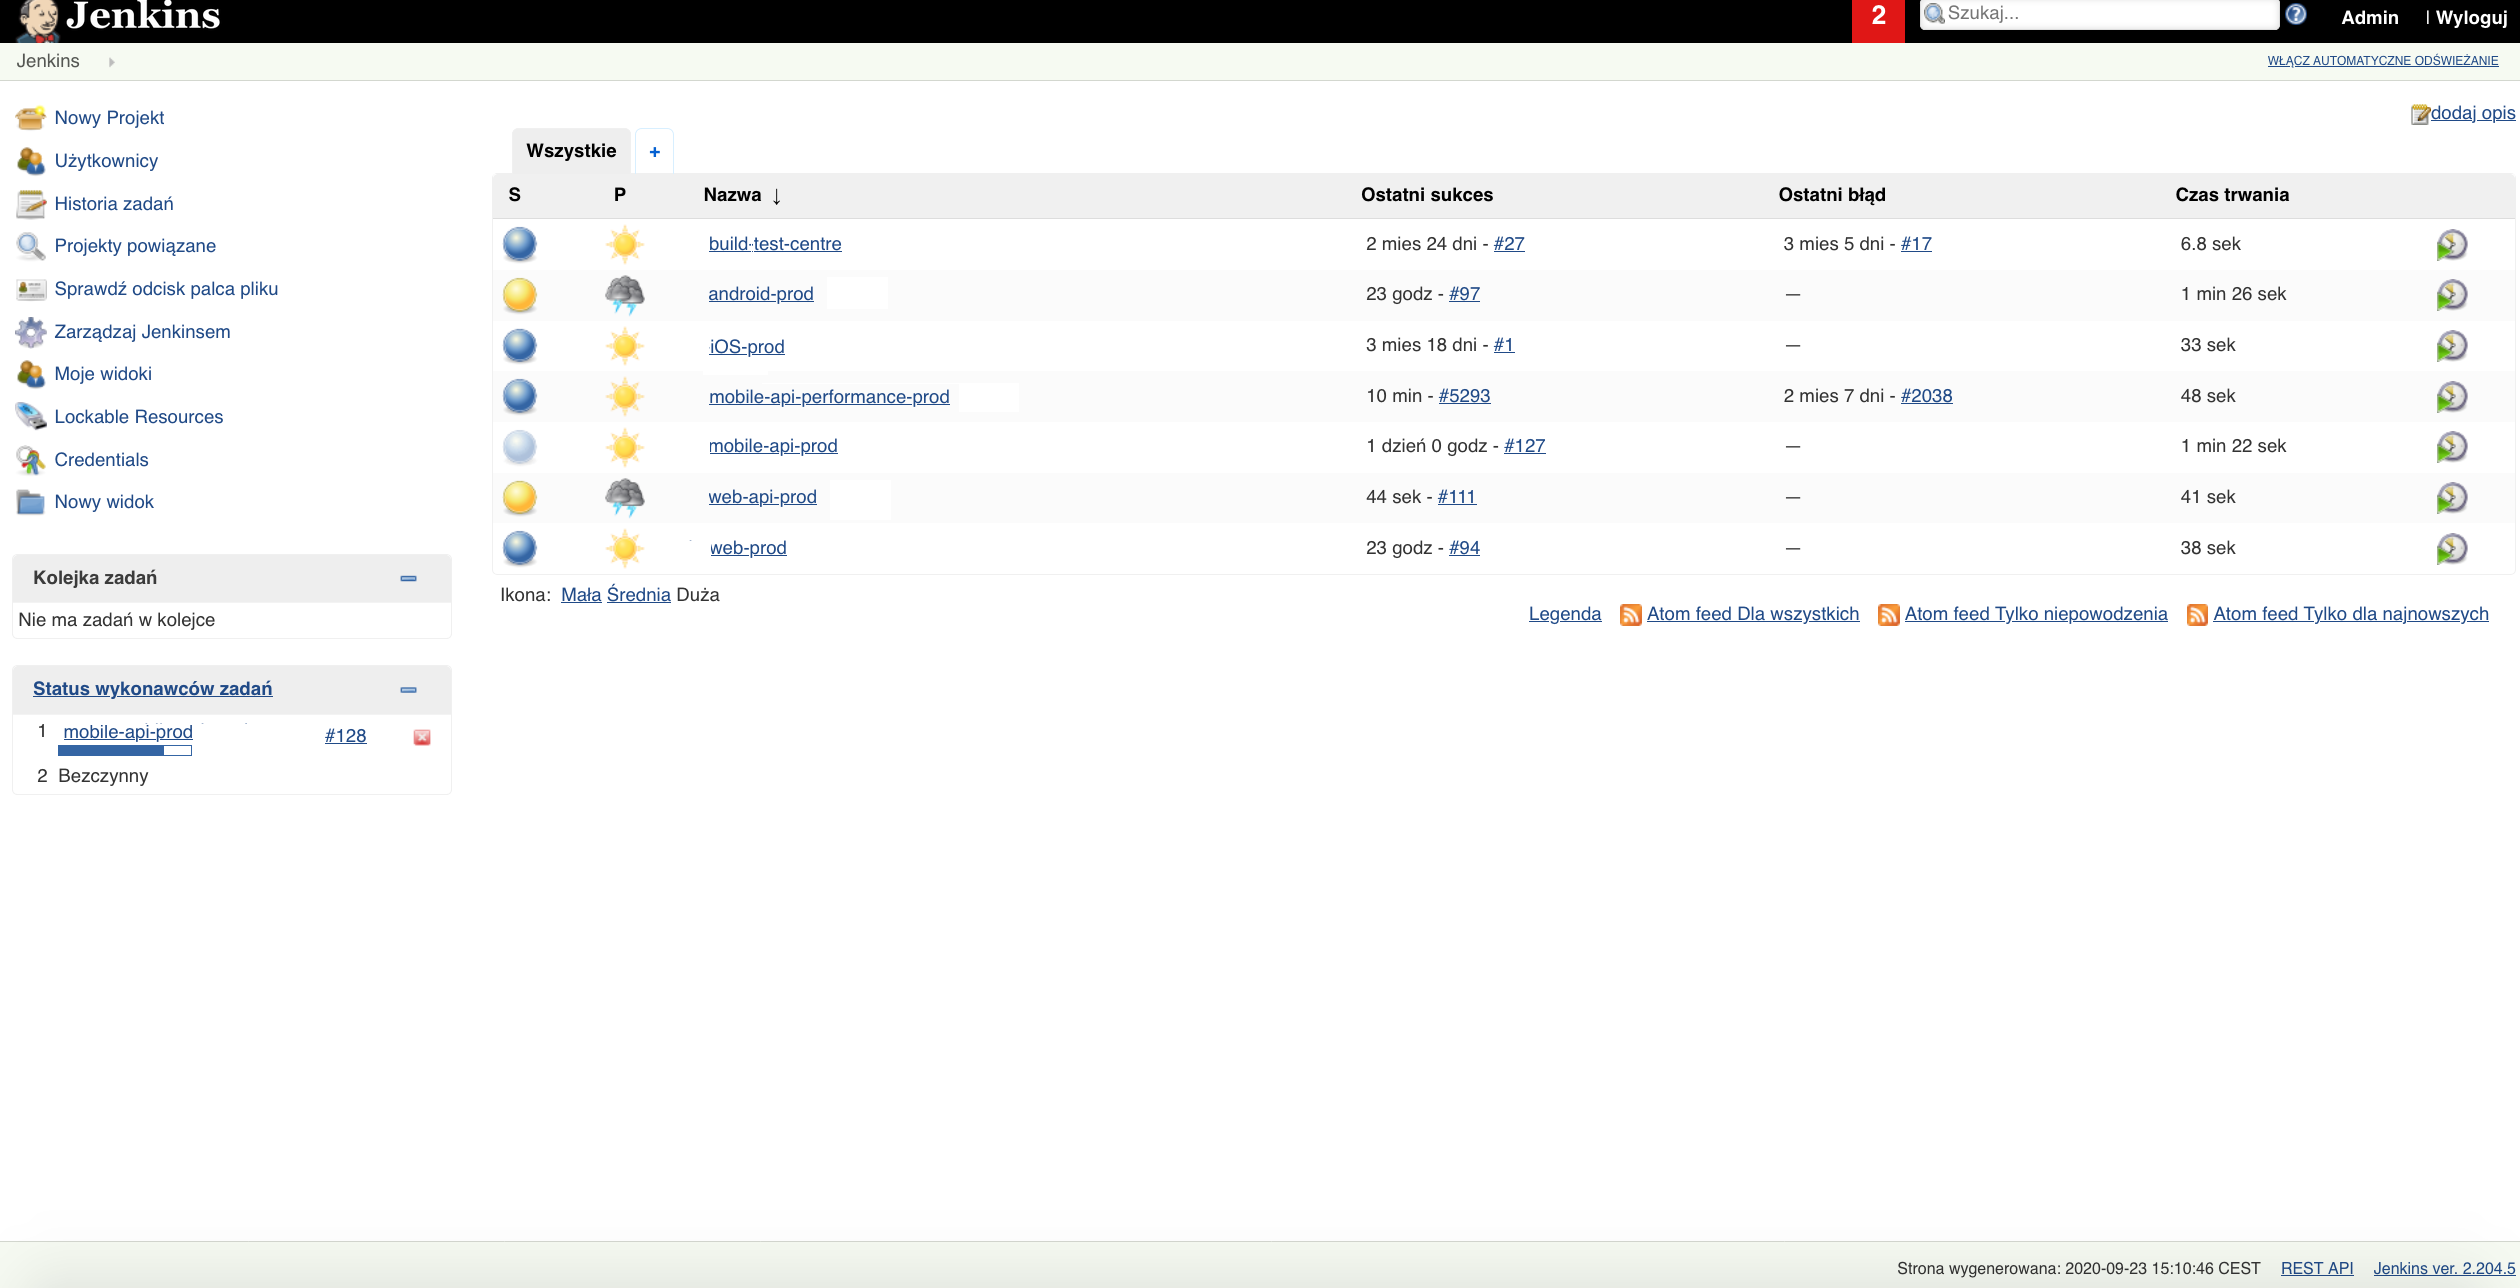 Jenkins
2
Szukaj...
Admin
| Wyloguj
Jenkins
WŁĄCZ AUTOMATYCZNE ODŚWIEŻANIE
Nowy Projekt
Użytkownicy
Historia zadań
Projekty powiązane
Sprawdź odcisk palca pliku
Zarządzaj Jenkinsem
Moje widoki
Lockable Resources
Credentials
Nowy widok
Kolejka zadań
Nie ma zadań w kolejce
Status wykonawców zadań
1 mobile-api-prod #128
2 Bezczynny
dodaj opis
Wszystkie +
S P Nazwa ↓ Ostatni sukces Ostatni błąd Czas trwania
build-test-centre 2 mies 24 dni - #27 3 mies 5 dni - #17 6.8 sek
android-prod 23 godz - #97 — 1 min 26 sek
iOS-prod 3 mies 18 dni - #1 — 33 sek
mobile-api-performance-prod 10 min - #5293 2 mies 7 dni - #2038 48 sek
mobile-api-prod 1 dzień 0 godz - #127 — 1 min 22 sek
web-api-prod 44 sek - #111 — 41 sek
web-prod 23 godz - #94 — 38 sek
Ikona: Mała Średnia Duża
Legenda Atom feed Dla wszystkich Atom feed Tylko niepowodzenia Atom feed Tylko dla najnowszych
Strona wygenerowana: 2020-09-23 15:10:46 CEST REST API Jenkins ver. 2.204.5